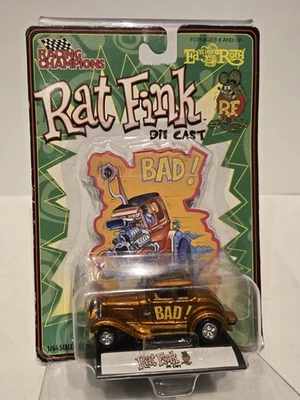 RACING
CHAMPIONS
FOR AGES 8 AND UP
Ed "Big Daddy" Roth
Rat Fink
DIE CAST
R.F.
BAD!
BAD!
1/64 SCALE
Rat Fink
DIE CAST